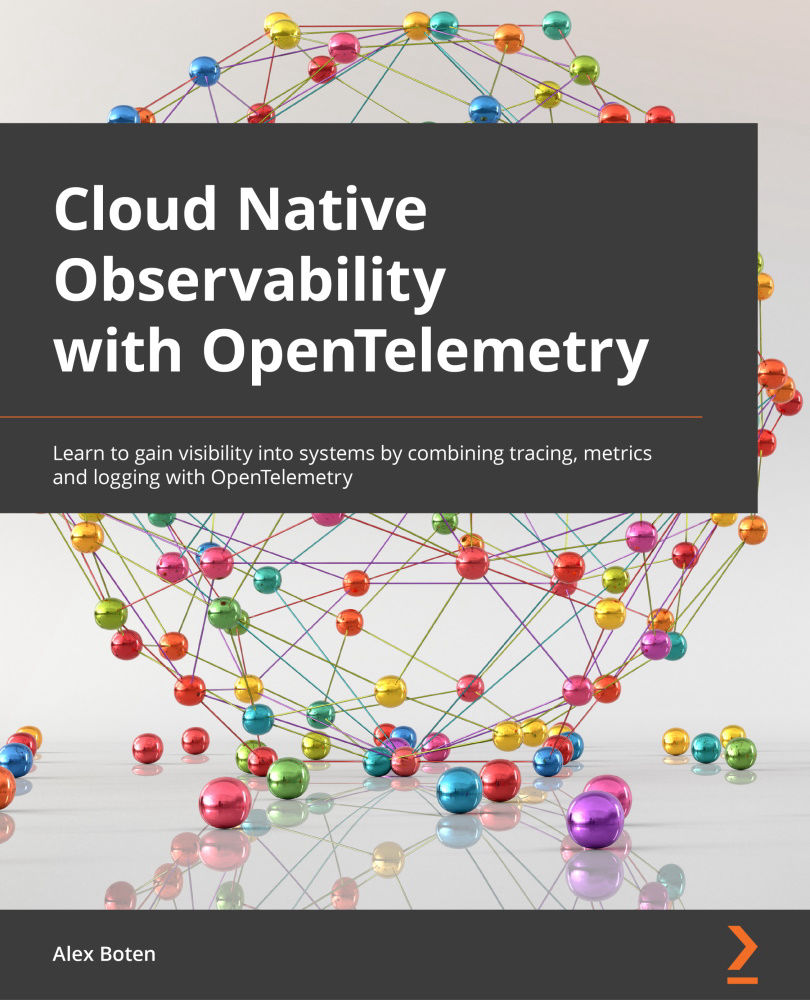 Cloud Native
Observability
with OpenTelemetry
Learn to gain visibility into systems by combining tracing, metrics
and logging with OpenTelemetry
Alex Boten